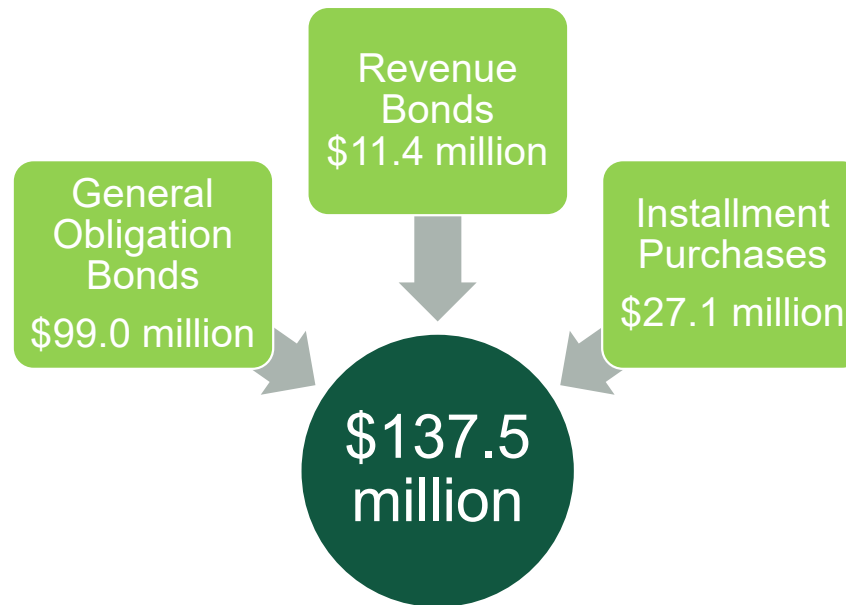 Revenue
Bonds
$11.4 million
General
Obligation
Bonds
$99.0 million
Installment
Purchases
$27.1 million
$137.5
million